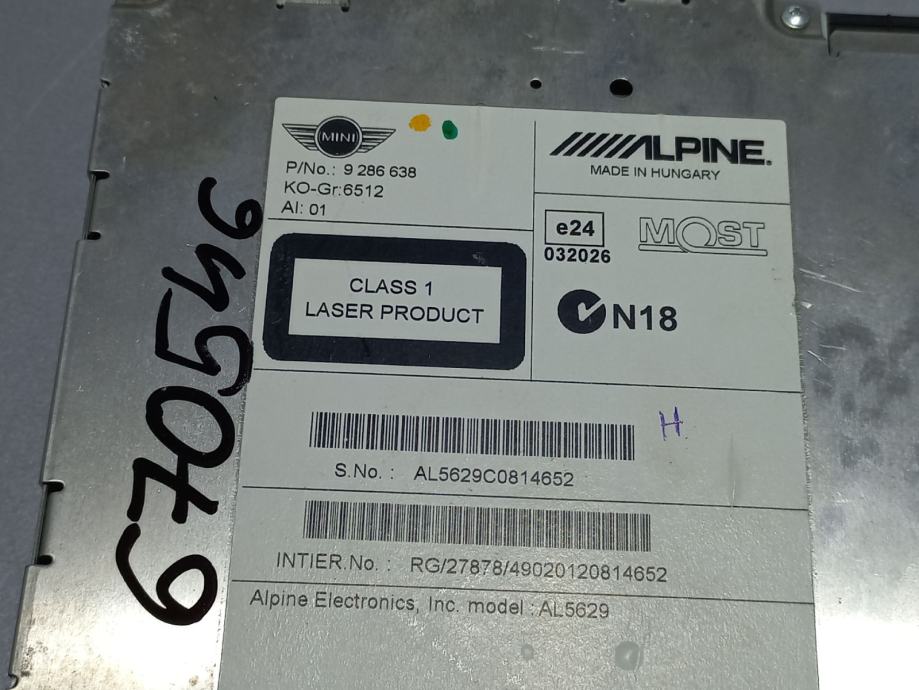 MINI
P/No.: 9 286 638
KO-Gr:6512
AI: 01
ALPINE.
MADE IN HUNGARY
e24
032026
MOST
N18
CLASS 1
LASER PRODUCT
H
S.No. : AL5629C0814652
INTIER.No. : RG/27878/49020120814652
Alpine Electronics, Inc. model : AL5629
670546